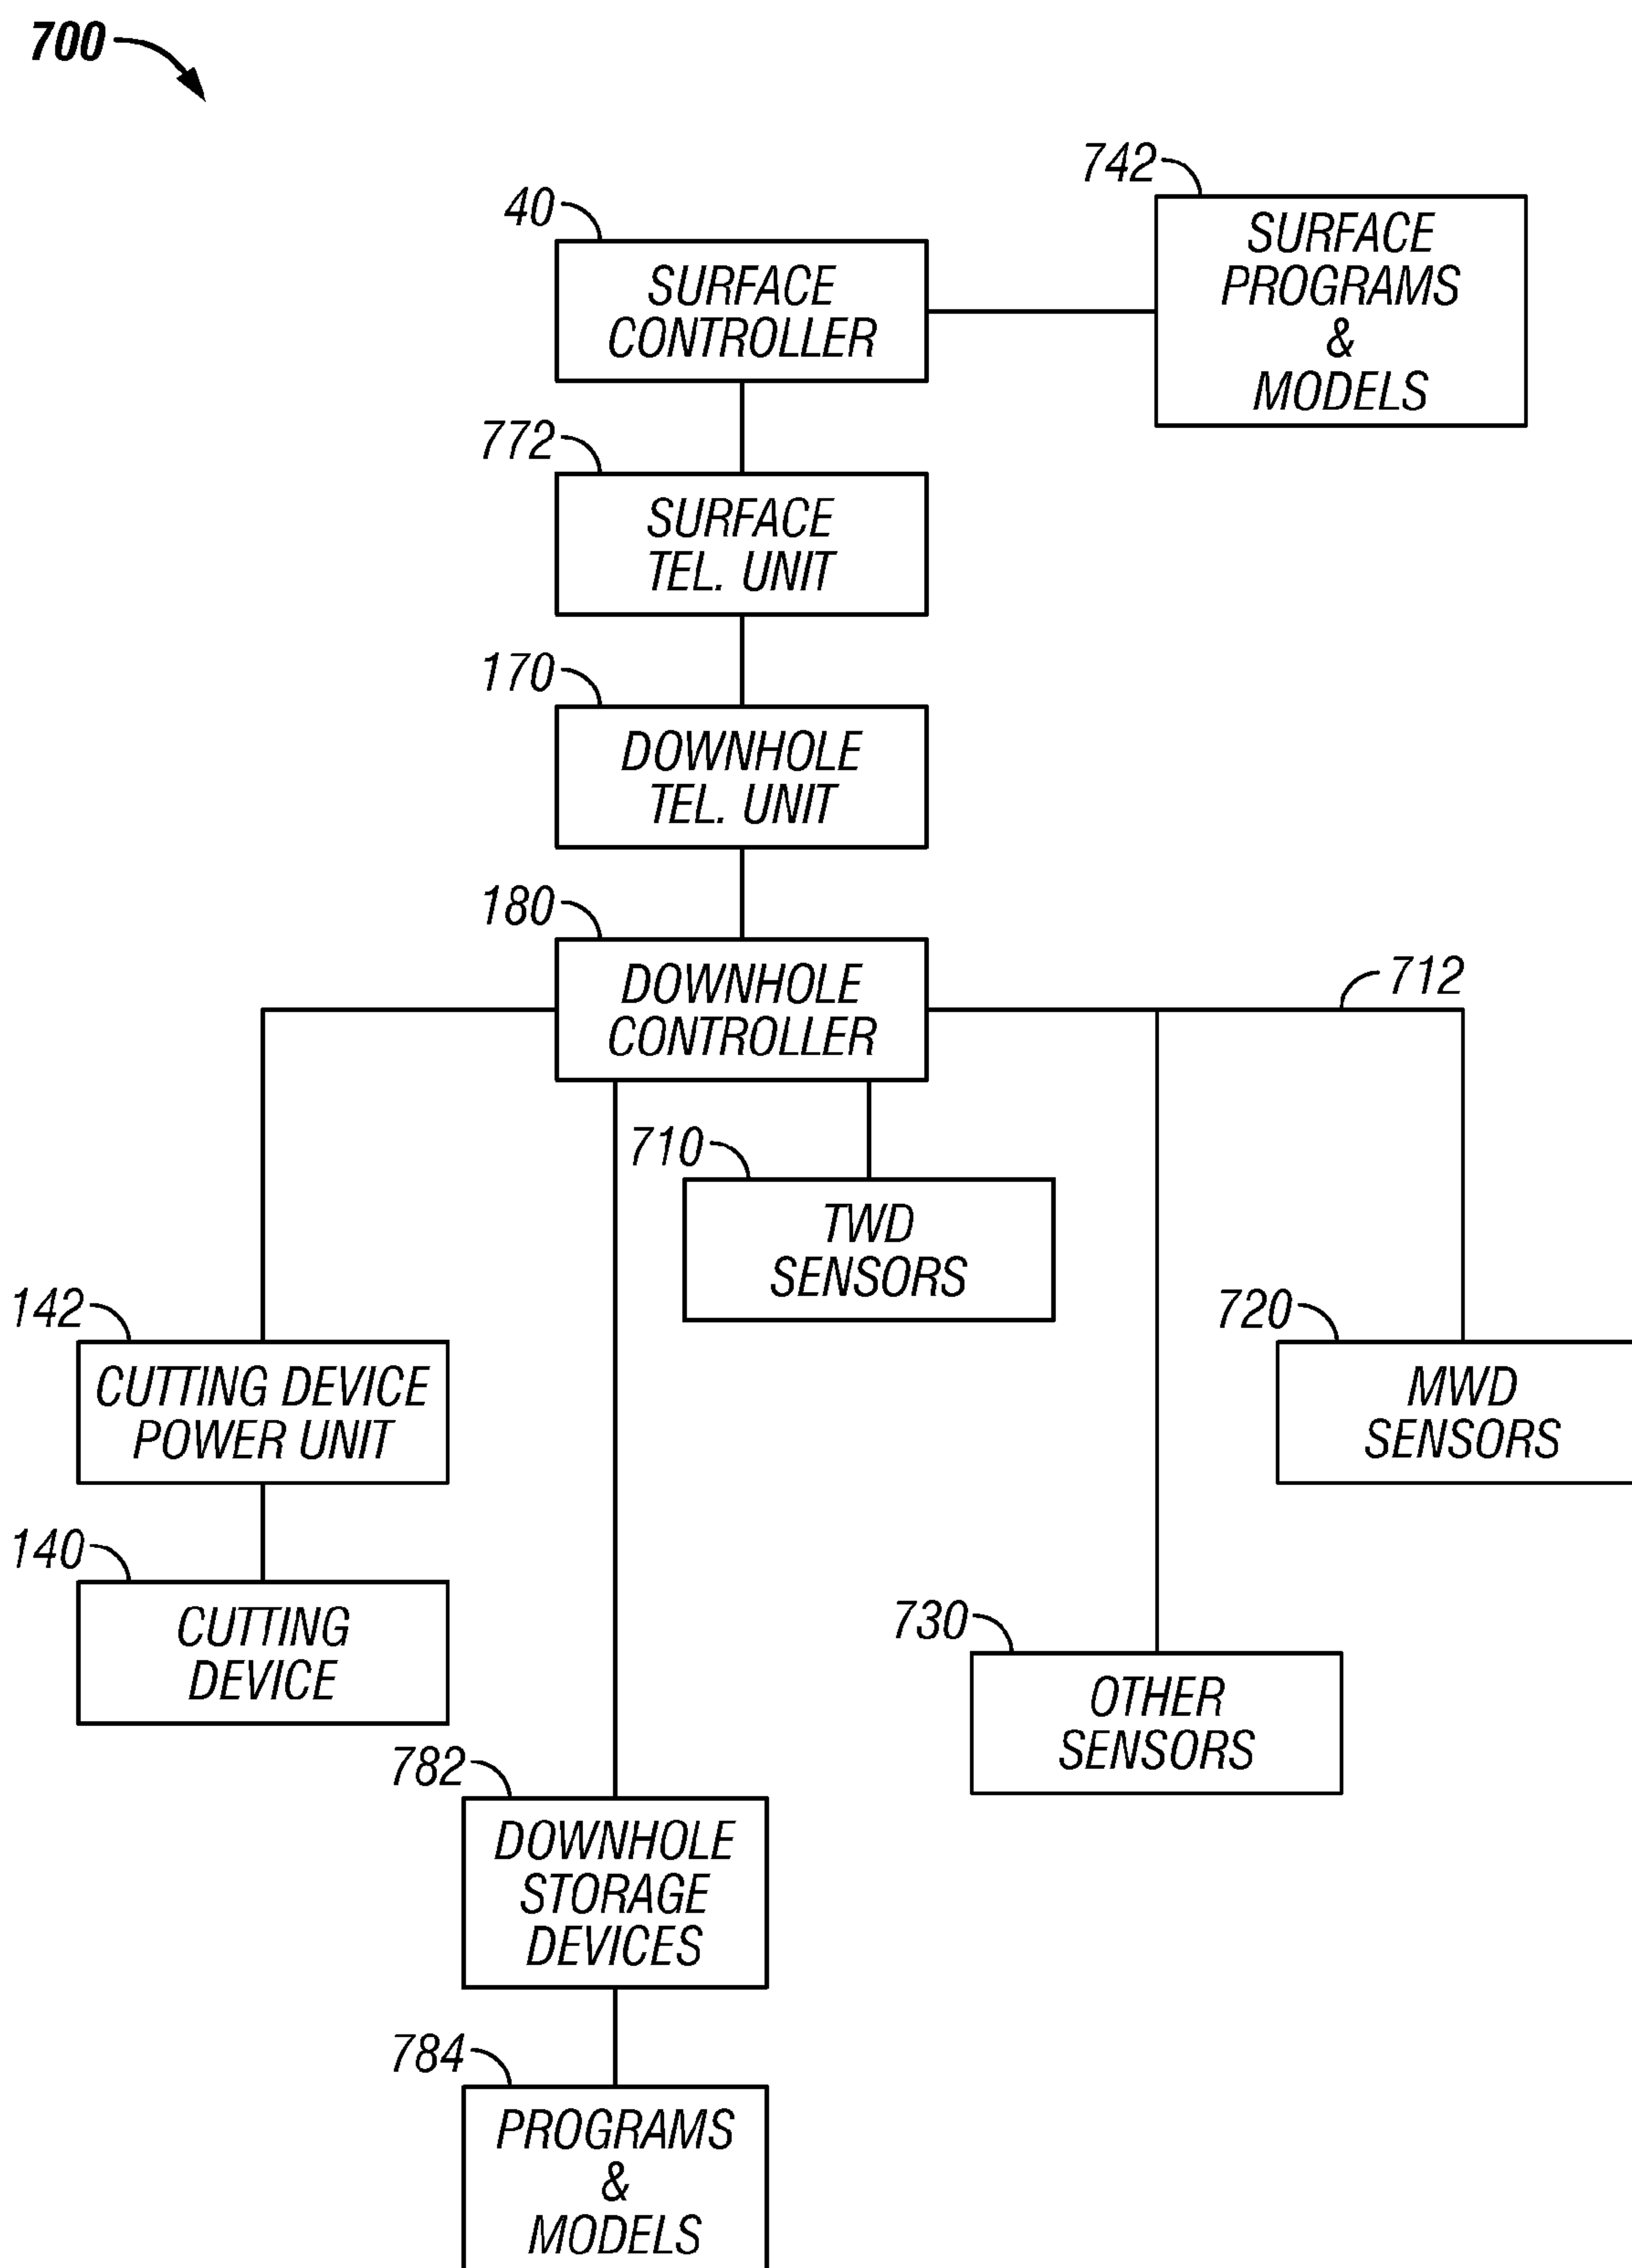 700
742
SURFACE
PROGRAMS
&
MODELS
40
SURFACE
CONTROLLER
772
SURFACE
TEL. UNIT
170
DOWNHOLE
TEL. UNIT
180
DOWNHOLE
CONTROLLER
712
710
TWD
SENSORS
142
CUTTING DEVICE
POWER UNIT
720
MWD
SENSORS
140
CUTTING
DEVICE
730
OTHER
SENSORS
782
DOWNHOLE
STORAGE
DEVICES
784
PROGRAMS
&
MODELS